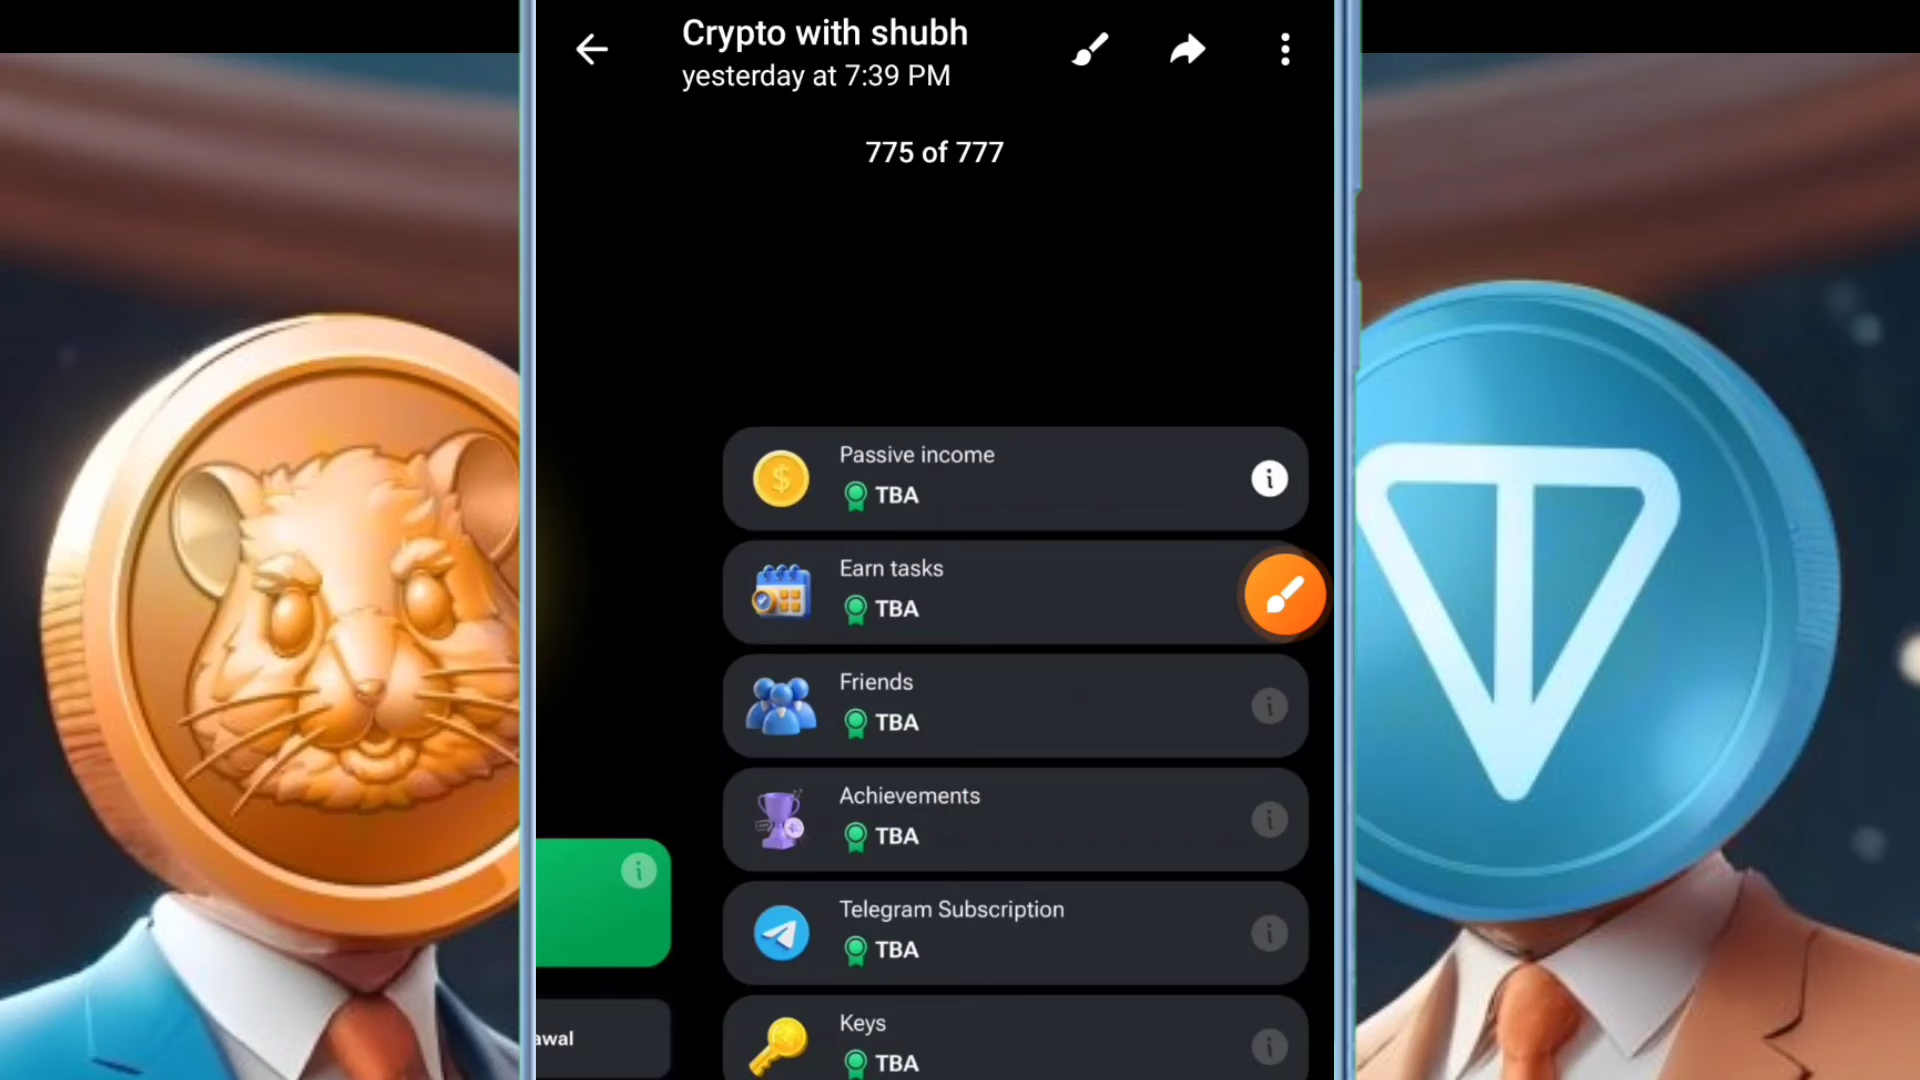 Crypto with shubh
yesterday at 7:39 PM
775 of 777
Passive income
TBA
Earn tasks
TBA
Friends
TBA
Achievements
TBA
Telegram Subscription
TBA
awal
Keys
TBA